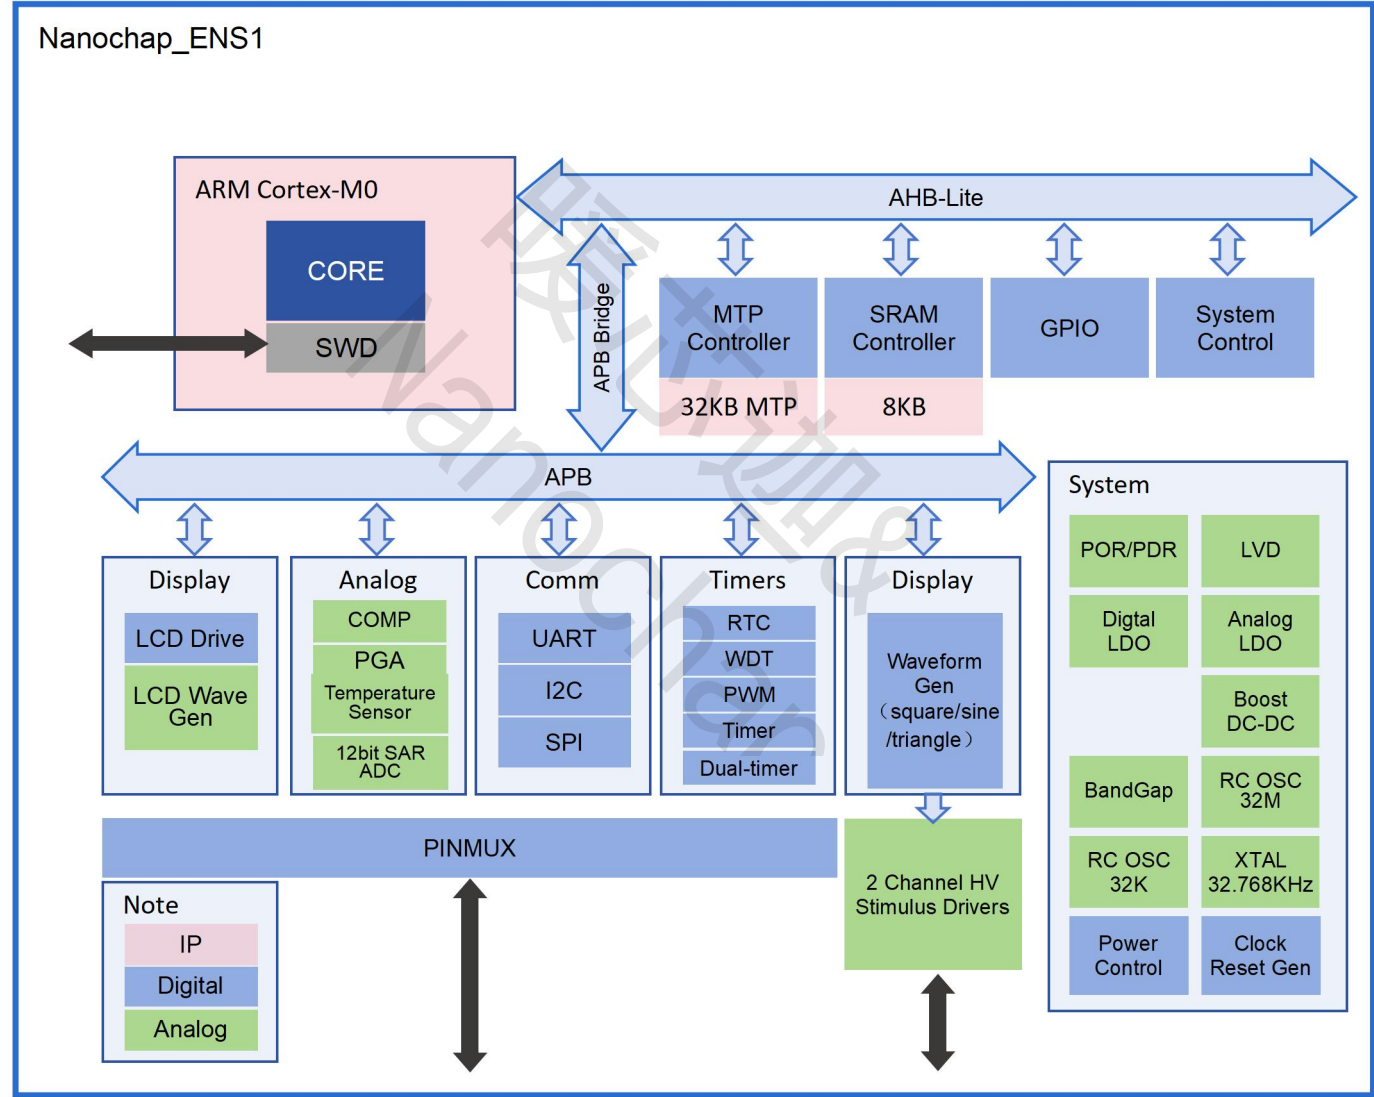 Nanochap_ENS1
ARM Cortex-M0
CORE
SWD
AHB-Lite
APB Bridge
MTP
Controller
32KB MTP
SRAM
Controller
8KB
GPIO
System
Control
APB
Display
LCD Drive
LCD Wave
Gen
Analog
COMP
PGA
Temperature
Sensor
12bit SAR
ADC
Comm
UART
I2C
SPI
Timers
RTC
WDT
PWM
Timer
Dual-timer
Display
Waveform
Gen
（square/sine
/triangle）
System
POR/PDR
LVD
Digtal
LDO
Analog
LDO
Boost
DC-DC
BandGap
RC OSC
32M
RC OSC
32K
XTAL
32.768KHz
Power
Control
Clock
Reset Gen
PINMUX
2 Channel HV
Stimulus Drivers
Note
IP
Digital
Analog
暖芯迦&
Nanochap